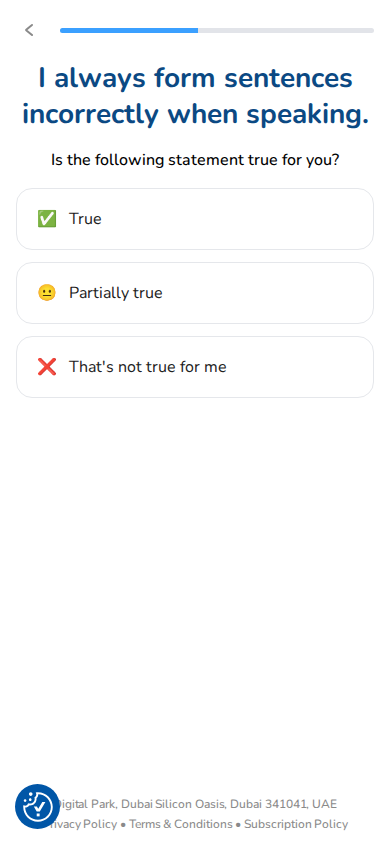 I always form sentences
incorrectly when speaking.
Is the following statement true for you?
True
Partially true
That's not true for me
Digital Park, Dubai Silicon Oasis, Dubai 341041, UAE
Policy • Terms & Conditions • Subscription Policy